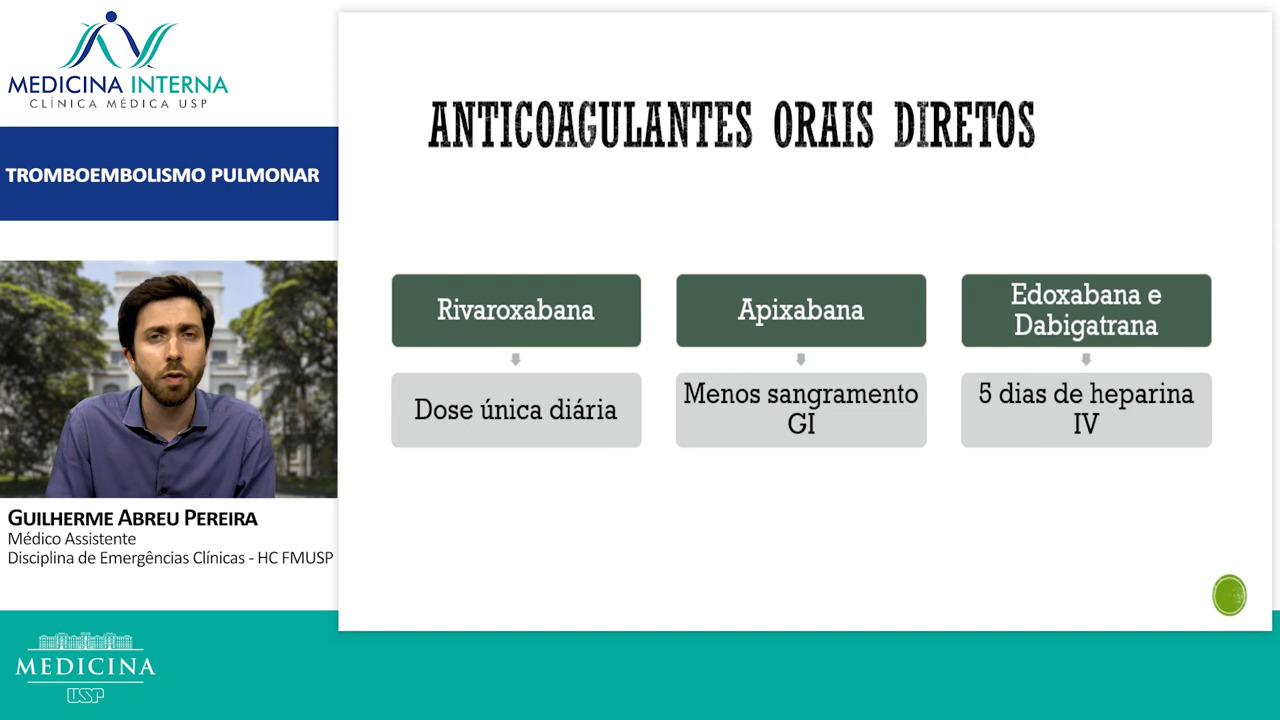 MEDICINA INTERNA
CLÍNICA MÉDICA USP
TROMBOEMBOLISMO PULMONAR
GUILHERME ABREU PEREIRA
Médico Assistente
Disciplina de Emergências Clínicas - HC FMUSP
MEDICINA
USP
ANTICOAGULANTES ORAIS DIRETOS
Rivaroxabana
Dose única diária
Apixabana
Menos sangramento
GI
Edoxabana e
Dabigatrana
5 dias de heparina
IV